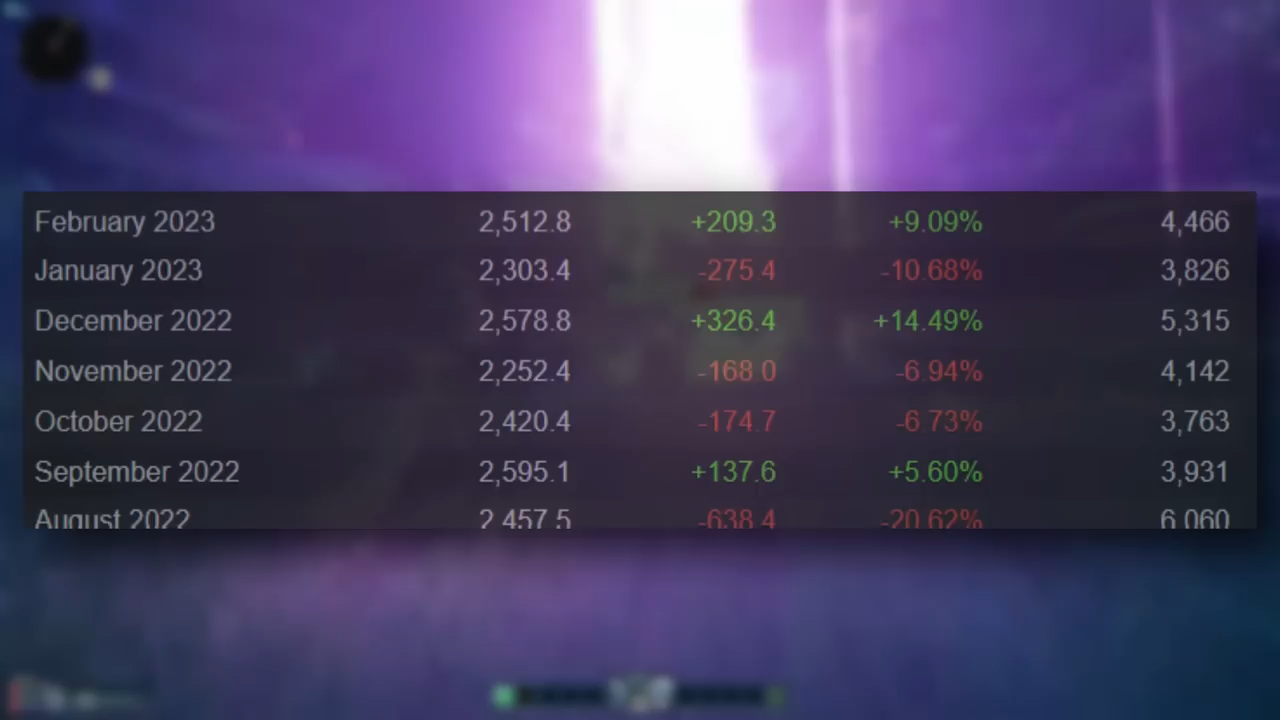 February 2023 2,512.8 +209.3 +9.09% 4,466
January 2023 2,303.4 -275.4 -10.68% 3,826
December 2022 2,578.8 +326.4 +14.49% 5,315
November 2022 2,252.4 -168.0 -6.94% 4,142
October 2022 2,420.4 -174.7 -6.73% 3,763
September 2022 2,595.1 +137.6 +5.60% 3,931
August 2022 2,457.5 -638.4 -20.62% 6,060